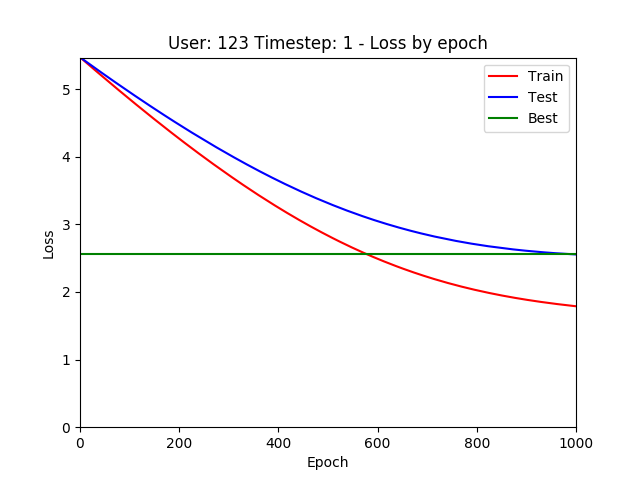 User: 123 Timestep: 1 - Loss by epoch
Train
Test
Best
5
4
3
2
1
0
Loss
0 200 400 600 800 1000
Epoch